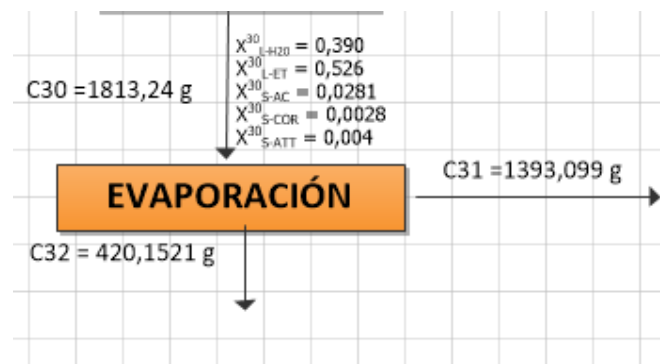 X³⁰L-H20 = 0,390
X³⁰L-ET = 0,526
C30 =1813,24 g
X³⁰S-AC = 0,0281
X³⁰S-COR = 0,0028
X³⁰S-ATT = 0,004
EVAPORACIÓN
C31 =1393,099 g
C32 = 420,1521 g